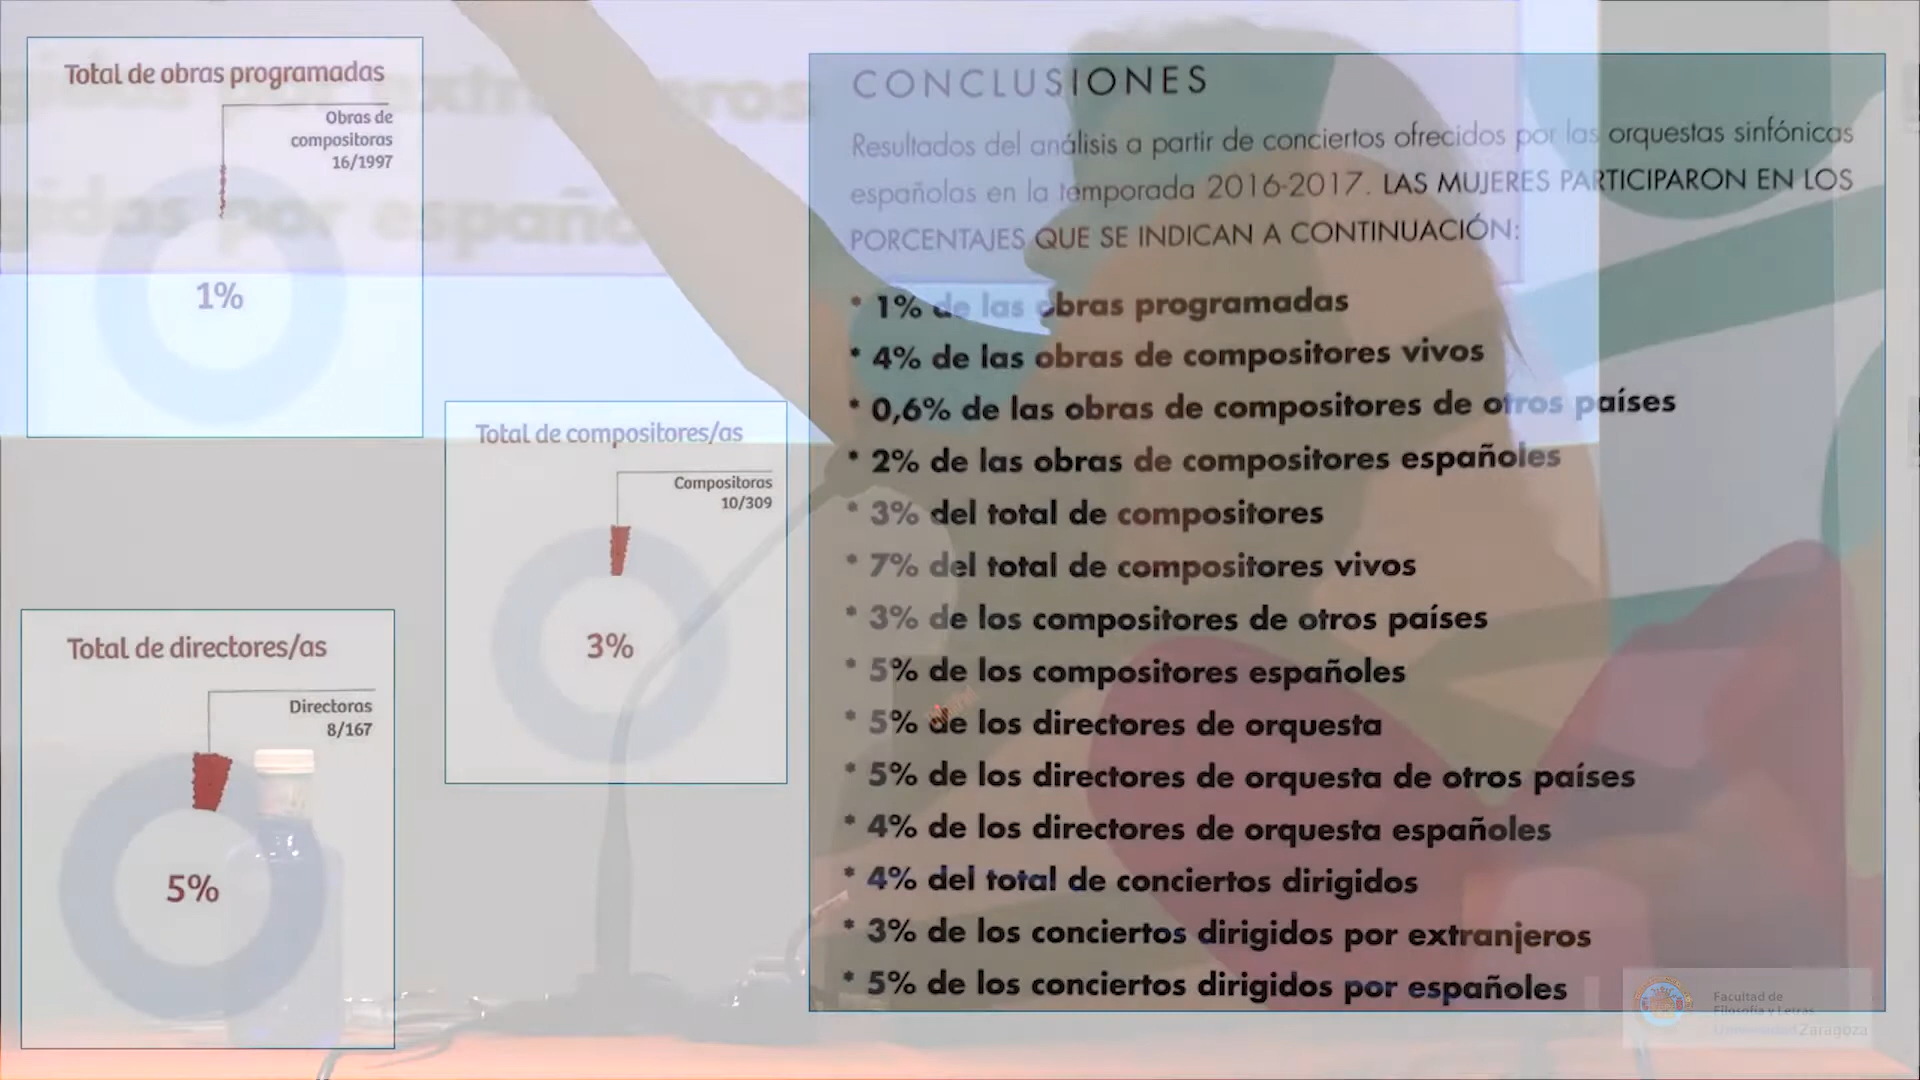 Total de obras programadas
Obras de
compositoras
16/1997
1%
Total de compositores/as
Compositoras
10/309
3%
Total de directores/as
Directoras
8/167
5%
CONCLUSIONES
Resultados del análisis a partir de conciertos ofrecidos por las orquestas sinfónicas
españolas en la temporada 2016-2017. LAS MUJERES PARTICIPARON EN LOS
PORCENTAJES QUE SE INDICAN A CONTINUACIÓN:
* 1% de las obras programadas
* 4% de las obras de compositores vivos
* 0,6% de las obras de compositores de otros países
* 2% de las obras de compositores españoles
* 3% del total de compositores
* 7% del total de compositores vivos
* 3% de los compositores de otros países
* 5% de los compositores españoles
* 5% de los directores de orquesta
* 5% de los directores de orquesta de otros países
* 4% de los directores de orquesta españoles
* 4% del total de conciertos dirigidos
* 3% de los conciertos dirigidos por extranjeros
* 5% de los conciertos dirigidos por españoles
Facultad de
Filosofía y Letras
Universidad Zaragoza